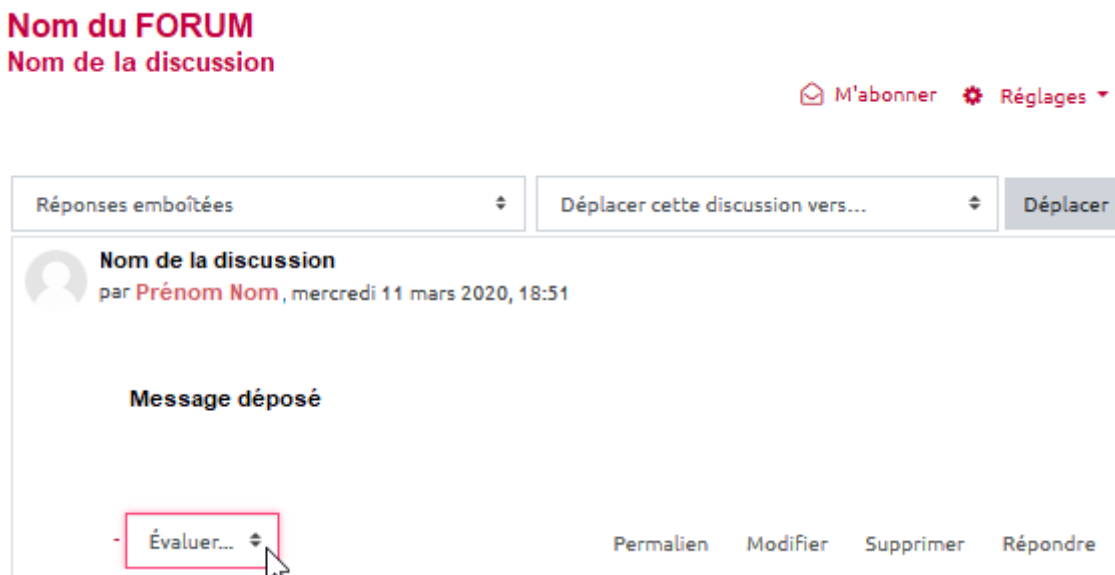 Nom du FORUM
Nom de la discussion
M'abonner Réglages
Réponses emboîtées Déplacer cette discussion vers... Déplacer
Nom de la discussion
par Prénom Nom, mercredi 11 mars 2020, 18:51
Message déposé
- Évaluer... Permalien Modifier Supprimer Répondre